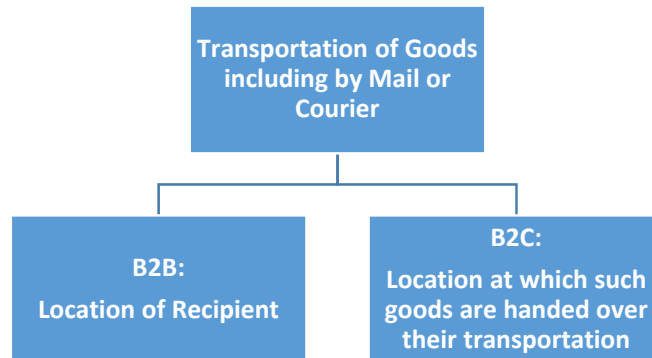 Transportation of Goods
including by Mail or
Courier
B2B:
Location of Recipient
B2C:
Location at which such
goods are handed over
their transportation